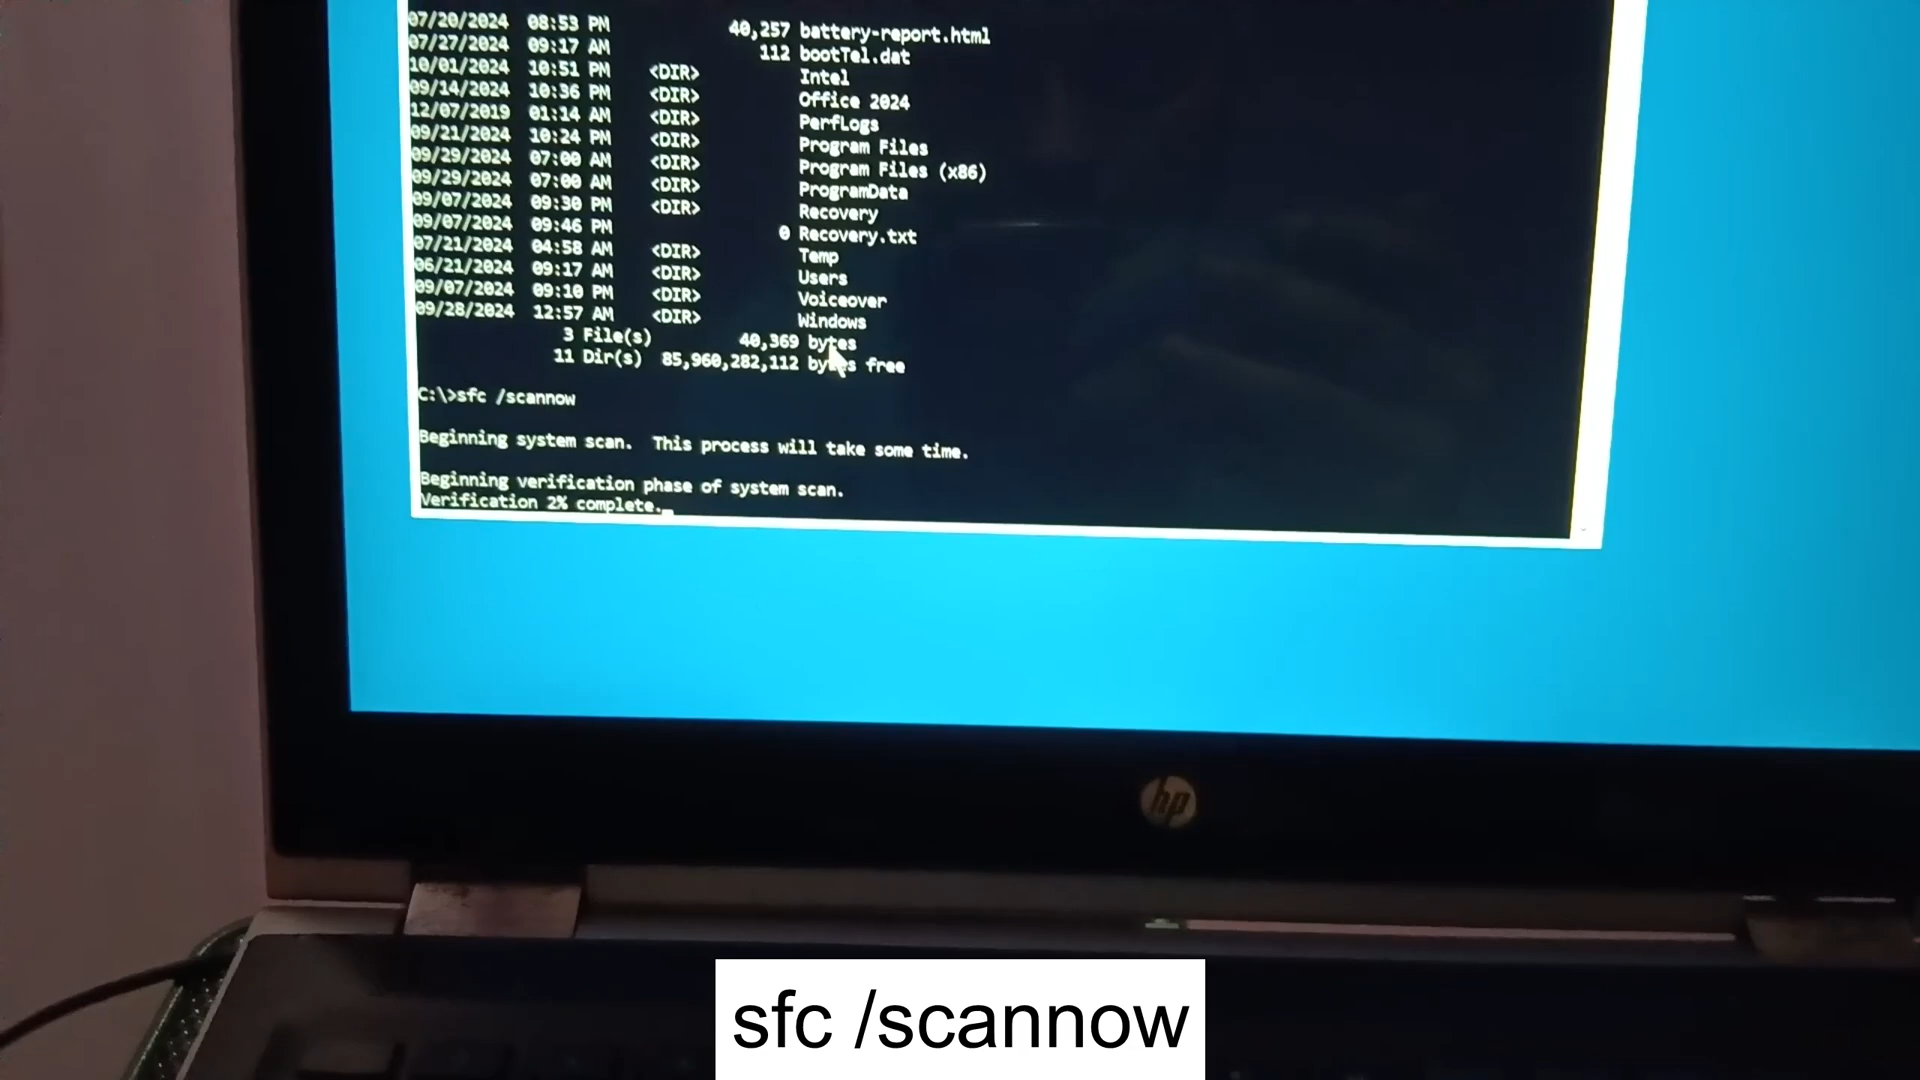 07/20/2024 08:53 PM 40,257 battery-report.html
07/27/2024 09:17 AM 112 bootTel.dat
10/01/2024 10:51 PM <DIR> Intel
09/14/2024 10:36 PM <DIR> Office 2024
12/07/2019 01:14 AM <DIR> PerfLogs
09/21/2024 10:24 PM <DIR> Program Files
09/29/2024 07:00 AM <DIR> Program Files (x86)
09/29/2024 07:00 AM <DIR> ProgramData
09/07/2024 09:30 PM <DIR> Recovery
09/07/2024 09:46 PM 0 Recovery.txt
07/21/2024 04:58 AM <DIR> Temp
06/21/2024 09:17 AM <DIR> Users
09/07/2024 09:10 PM <DIR> Voiceover
09/28/2024 12:57 AM <DIR> Windows
3 File(s) 40,369 bytes
11 Dir(s) 85,960,282,112 bytes free
C:\>sfc /scannow
Beginning system scan. This process will take some time.
Beginning verification phase of system scan.
Verification 2% complete.
hp
sfc /scannow